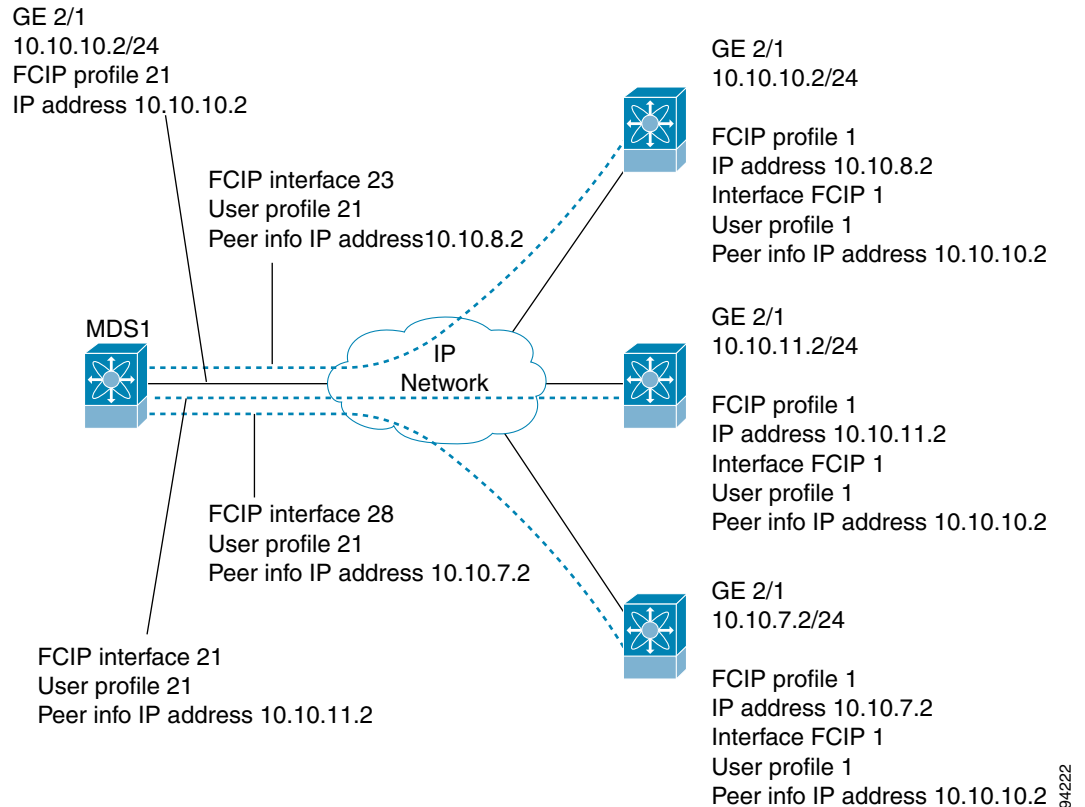 GE 2/1
10.10.10.2/24
FCIP profile 21
IP address 10.10.10.2
GE 2/1
10.10.10.2/24
FCIP profile 1
IP address 10.10.8.2
Interface FCIP 1
User profile 1
Peer info IP address 10.10.10.2
FCIP interface 23
User profile 21
Peer info IP address10.10.8.2
MDS1
IP
Network
GE 2/1
10.10.11.2/24
FCIP profile 1
IP address 10.10.11.2
Interface FCIP 1
User profile 1
Peer info IP address 10.10.10.2
FCIP interface 28
User profile 21
Peer info IP address 10.10.7.2
FCIP interface 21
User profile 21
Peer info IP address 10.10.11.2
GE 2/1
10.10.7.2/24
FCIP profile 1
IP address 10.10.7.2
Interface FCIP 1
User profile 1
Peer info IP address 10.10.10.2
94222